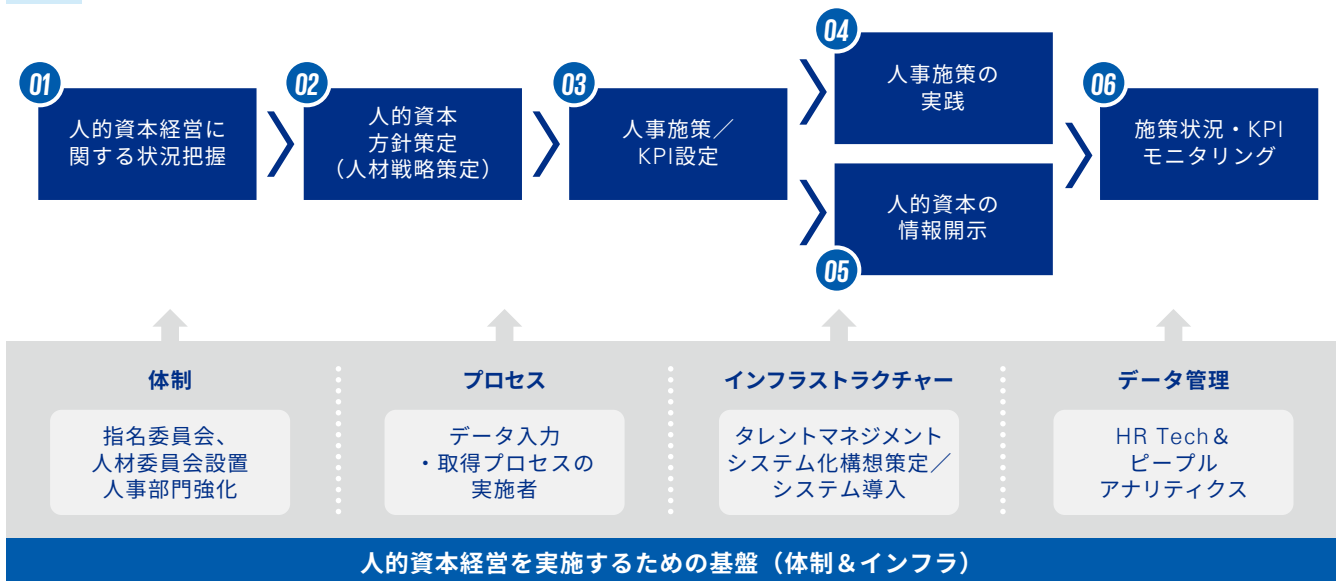 01
人的資本経営に
関する状況把握
02
人的資本
方針策定
（人材戦略策定）
03
人事施策／
KPI設定
04
人事施策の
実践
人的資本の
情報開示
05
06
施策状況・KPI
モニタリング
体制
指名委員会、
人材委員会設置
人事部門強化
プロセス
データ入力
・取得プロセスの
実施者
インフラストラクチャー
タレントマネジメント
システム化構想策定／
システム導入
データ管理
HR Tech＆
ピープル
アナリティクス
人的資本経営を実施するための基盤（体制＆インフラ）